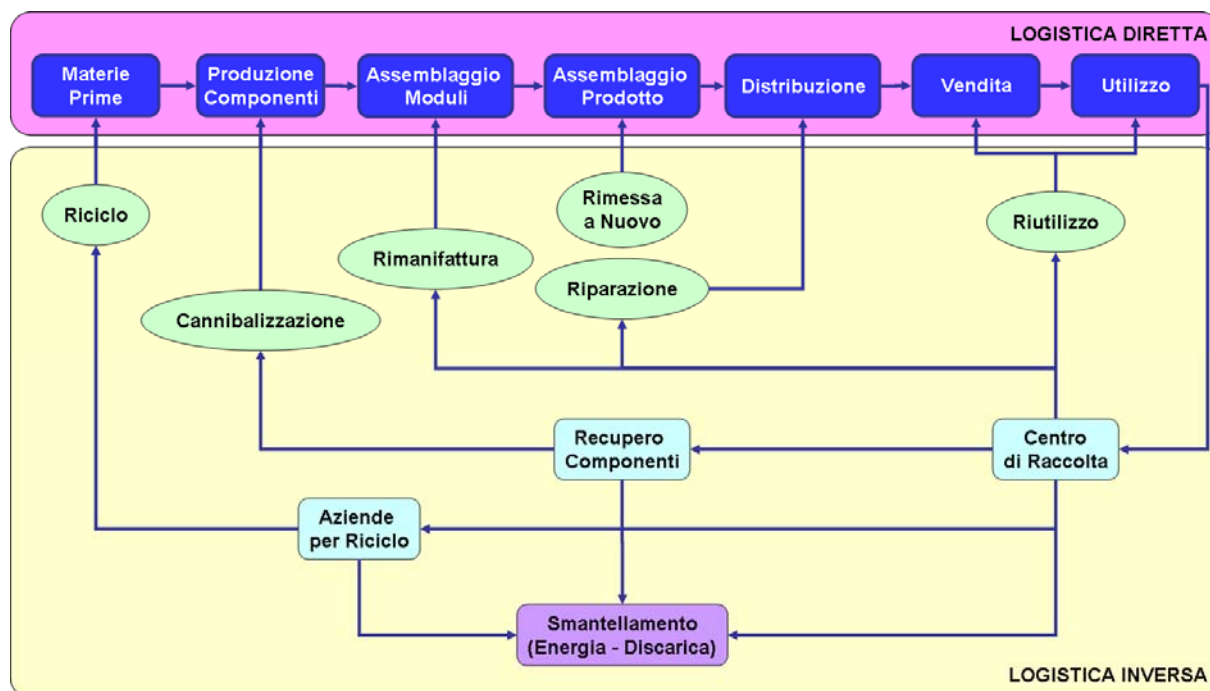 LOGISTICA DIRETTA
Materie
Prime
Produzione
Componenti
Assemblaggio
Moduli
Assemblaggio
Prodotto
Distribuzione
Vendita
Utilizzo
Riciclo
Rimessa
a Nuovo
Riutilizzo
Rimanifattura
Riparazione
Cannibalizzazione
Recupero
Componenti
Centro
di Raccolta
Aziende
per Riciclo
Smantellamento
(Energia - Discarica)
LOGISTICA INVERSA